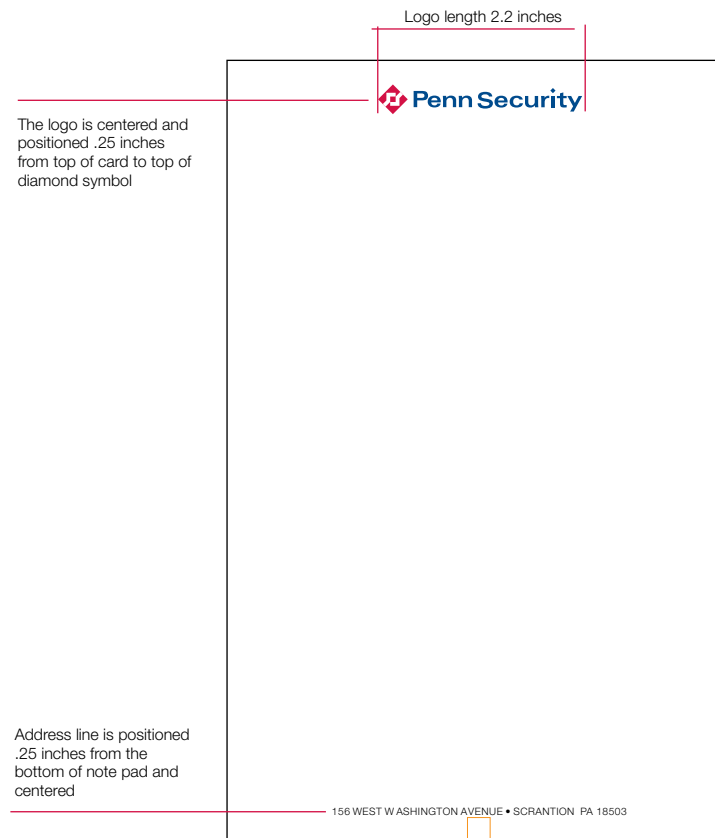 Logo length 2.2 inches
Penn Security
The logo is centered and
positioned .25 inches
from top of card to top of
diamond symbol
Address line is positioned
.25 inches from the
bottom of note pad and
centered
156 WEST W ASHINGTON AVENUE • SCRANTION PA 18503